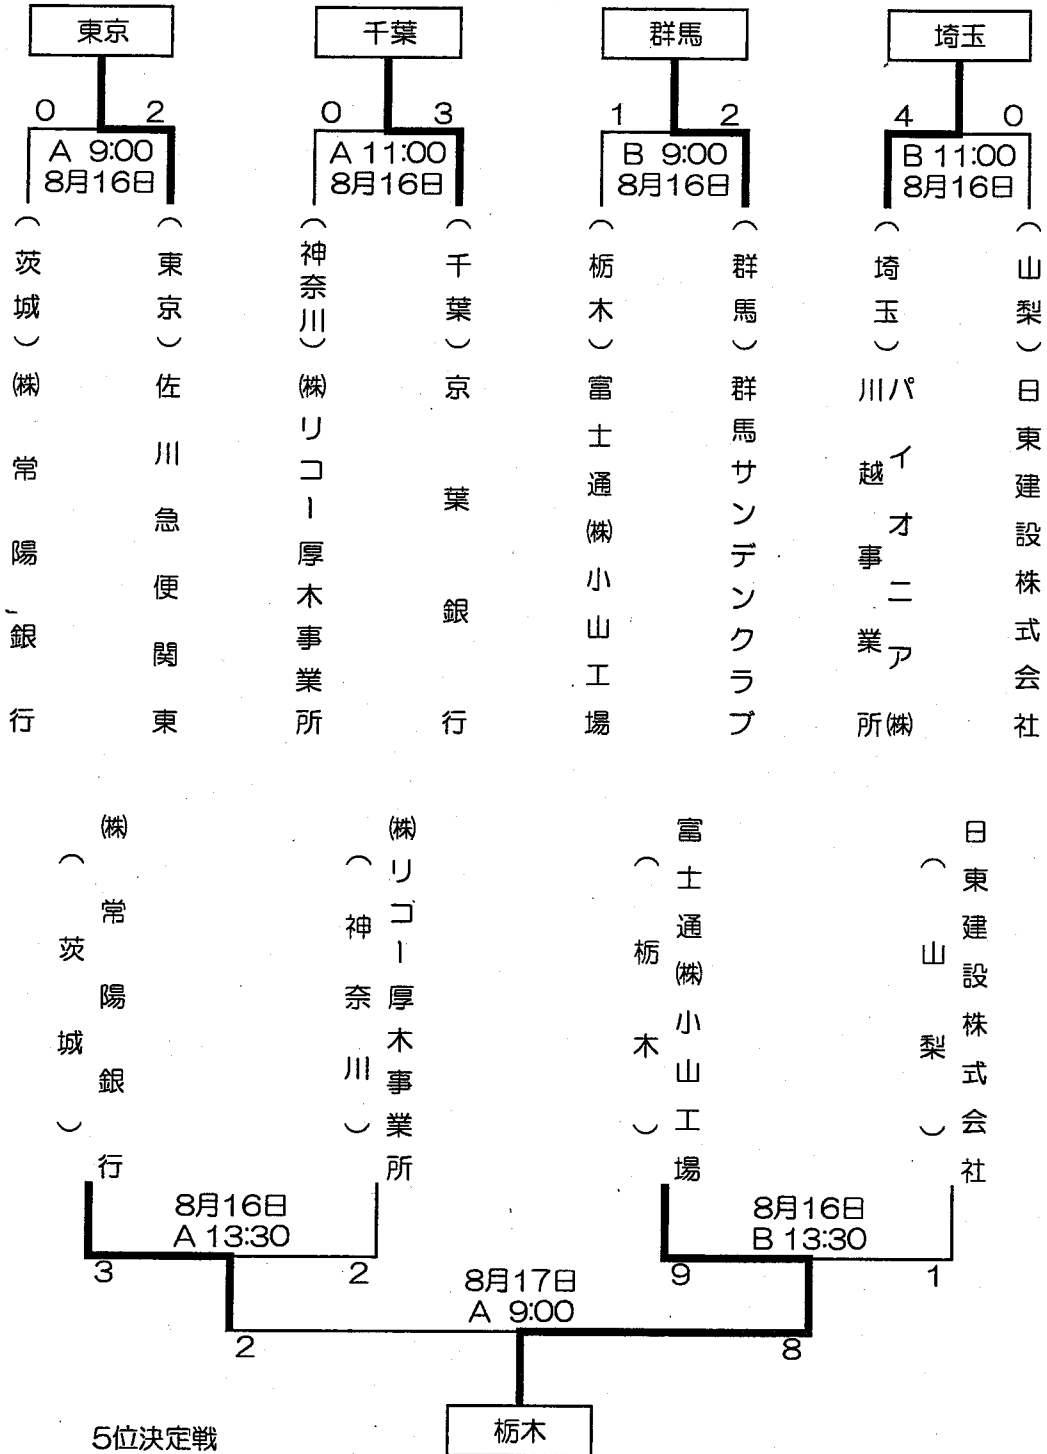 東京
千葉
群馬
埼玉
0 2
0 3
1 2
4 0
A 9:00
8月16日
A 11:00
8月16日
B 9:00
8月16日
B 11:00
8月16日
（茨城）㈱常陽銀行
（東京）佐川急便関東
（神奈川）㈱リコー厚木事業所
（千葉）京葉銀行
（栃木）富士通㈱小山工場
（群馬）群馬サンデンクラブ
（埼玉）パイオニア㈱
川越事業所
（山梨）日東建設株式会社
㈱常陽銀行
（茨城）
㈱リコー厚木事業所
（神奈川）
富士通㈱小山工場
（栃木）
日東建設株式会社
（山梨）
8月16日
A 13:30
3 2
8月16日
B 13:30
9 1
8月17日
A 9:00
2 8
栃木
5位決定戦